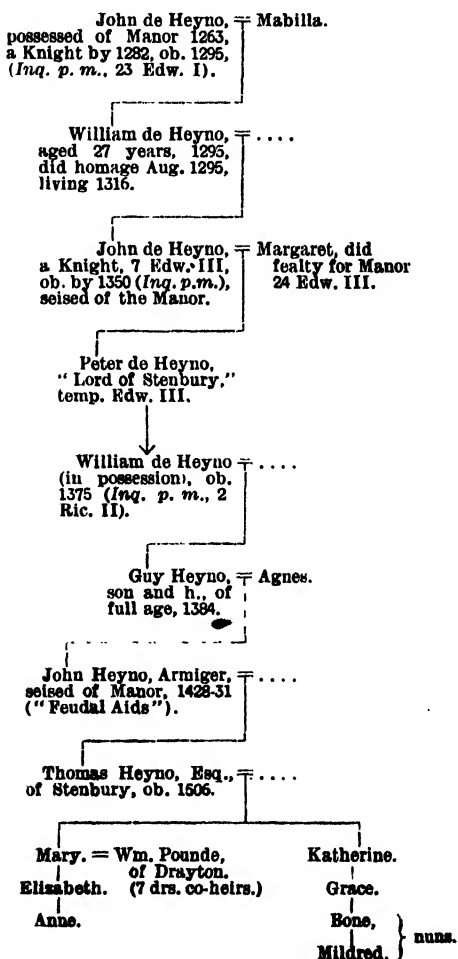 John de Heyno, = Mabilla.
possessed of Manor 1263,
a Knight by 1282, ob. 1295,
(Inq. p. m., 23 Edw. I).
William de Heyno, = ....
aged 27 years, 1295,
did homage Aug. 1295,
living 1316.
John de Heyno, = Margaret, did
a Knight, 7 Edw. III, fealty for Manor
ob. by 1350 (Inq. p.m.), 24 Edw. III.
seised of the Manor.
Peter de Heyno,
"Lord of Stenbury,"
temp. Edw. III.
William de Heyno = ....
(in possession), ob.
1375 (Inq. p. m., 2
Ric. II).
Guy Heyno, = Agnes.
son and h., of
full age, 1384.
John Heyno, Armiger, = ....
seised of Manor, 1428-31
("Feudal Aids").
Thomas Heyno, Esq., = ....
of Stenbury, ob. 1506.
Mary. = Wm. Pounde, Katherine.
of Drayton.
Elisabeth. (7 drs. co-heirs.) Grace.
Anne. Bone,
Mildred. } nuns.